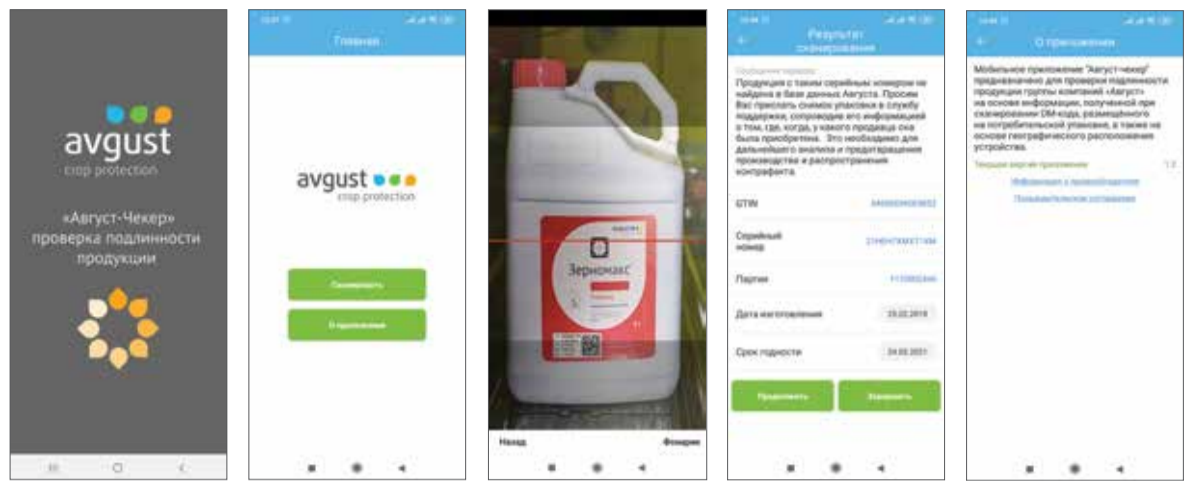 avgust
crop protection
«Август-Чекер»
проверка подлинности
продукции
Главная
avgust
crop protection
Сканировать
О приложении
Зерномакс
Назад
Фонарик
Результат
сканирования
Сообщение сервера
Продукция с таким серийным номером не
найдена в базе данных Августа. Просим
Вас прислать снимок упаковки в службу
поддержки, сопроводив его информацией
о том, где, когда, у какого продавца она
была приобретена. Это необходимо для
дальнейшего анализа и предотвращения
производства и распространения
контрафакта.
GTIN
Серийный
номер
Партия
Дата изготовления
Срок годности
Продолжить
Завершить
О приложении
Мобильное приложение "Август-чекер"
предназначено для проверки подлинности
продукции группы компаний «Август»
на основе информации, полученной при
сканировании DM-кода, размещённого
на потребительской упаковке, а также на
основе географического расположения
устройства.
Текущая версия приложения
Информация о правообладателе
Пользовательское соглашение